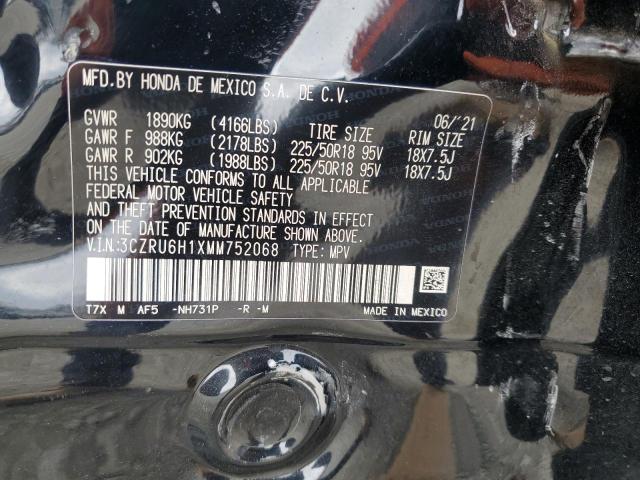 MFD.BY HONDA DE MEXICO S.A. DE C.V.
06/'21
GVWR 1890KG (4166LBS) TIRE SIZE RIM SIZE
GAWR F 988KG (2178LBS) 225/50R18 95V 18X7.5J
GAWR R 902KG (1988LBS) 225/50R18 95V 18X7.5J
THIS VEHICLE CONFORMS TO ALL APPLICABLE
FEDERAL MOTOR VEHICLE SAFETY
AND THEFT PREVENTION STANDARDS IN EFFECT
ON THE DATE OF MANUFACTURE SHOWN ABOVE.
V.I.N.:3CZRU6H1XMM752068 TYPE: MPV
T7X M AF5 -NH731P -R -M MADE IN MEXICO